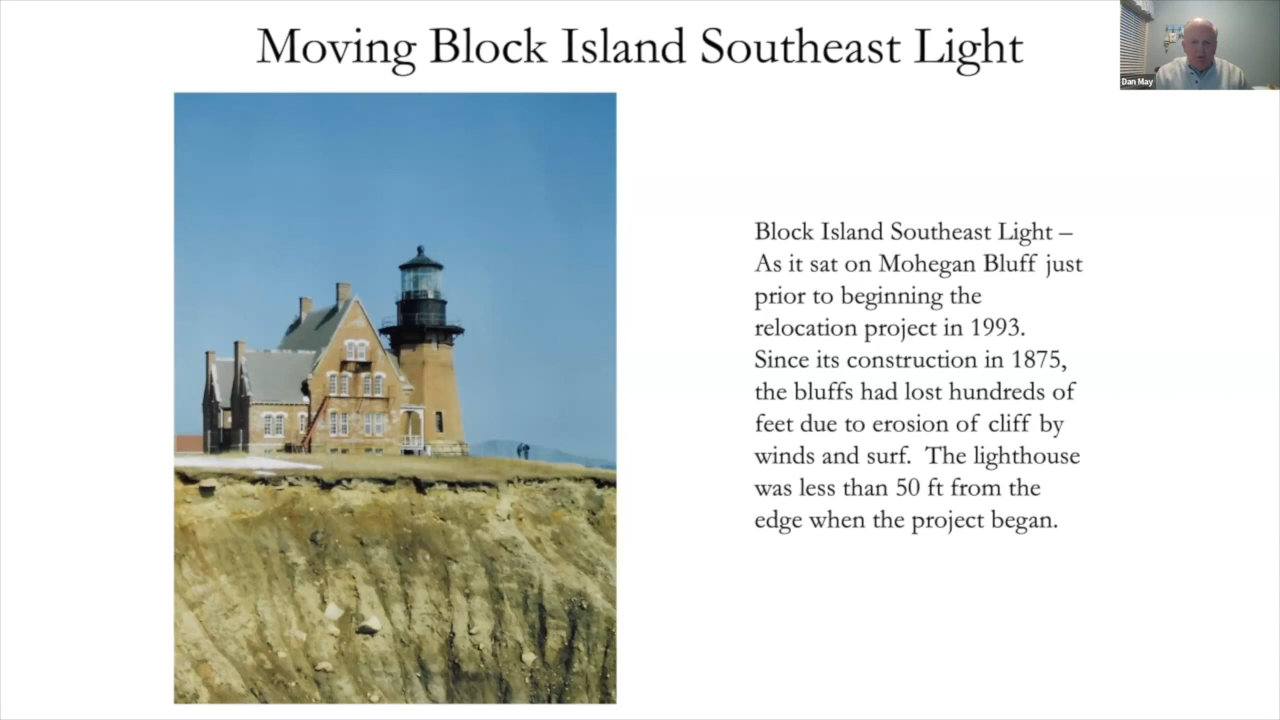 Moving Block Island Southeast Light
Dan May
Block Island Southeast Light –
As it sat on Mohegan Bluff just
prior to beginning the
relocation project in 1993.
Since its construction in 1875,
the bluffs had lost hundreds of
feet due to erosion of cliff by
winds and surf.  The lighthouse
was less than 50 ft from the
edge when the project began.